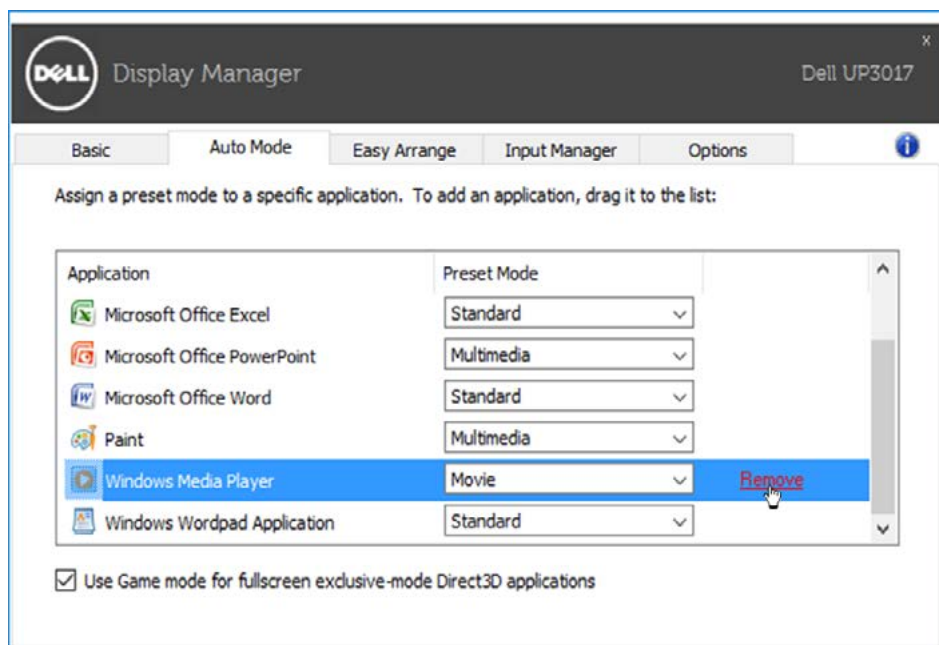 DELL Display Manager Dell UP3017 x
Basic Auto Mode Easy Arrange Input Manager Options
Assign a preset mode to a specific application. To add an application, drag it to the list:
Application Preset Mode
Microsoft Office Excel Standard
Microsoft Office PowerPoint Multimedia
Microsoft Office Word Standard
Paint Multimedia
Windows Media Player Movie Remove
Windows Wordpad Application Standard
Use Game mode for fullscreen exclusive-mode Direct3D applications